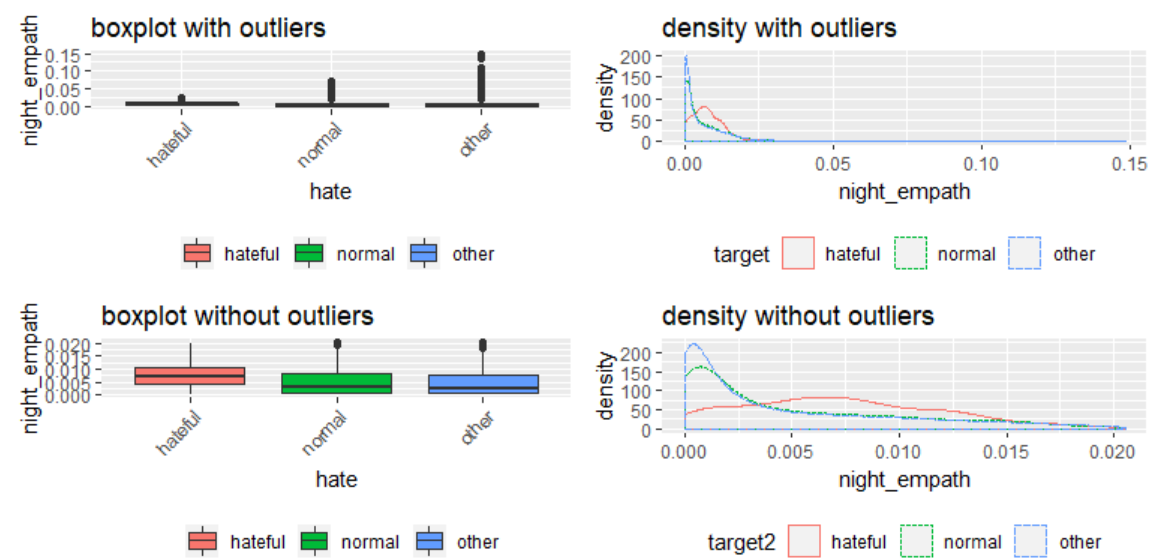 boxplot with outliers
night_empath
0.15
0.10
0.05
0.00
hateful normal other
hate
hateful normal other
density with outliers
density
200
150
100
50
0
0.00 0.05 0.10 0.15
night_empath
target hateful normal other
boxplot without outliers
night_empath
0.020
0.015
0.010
0.005
0.000
hateful normal other
hate
hateful normal other
density without outliers
density
200
150
100
50
0
0.000 0.005 0.010 0.015 0.020
night_empath
target2 hateful normal other